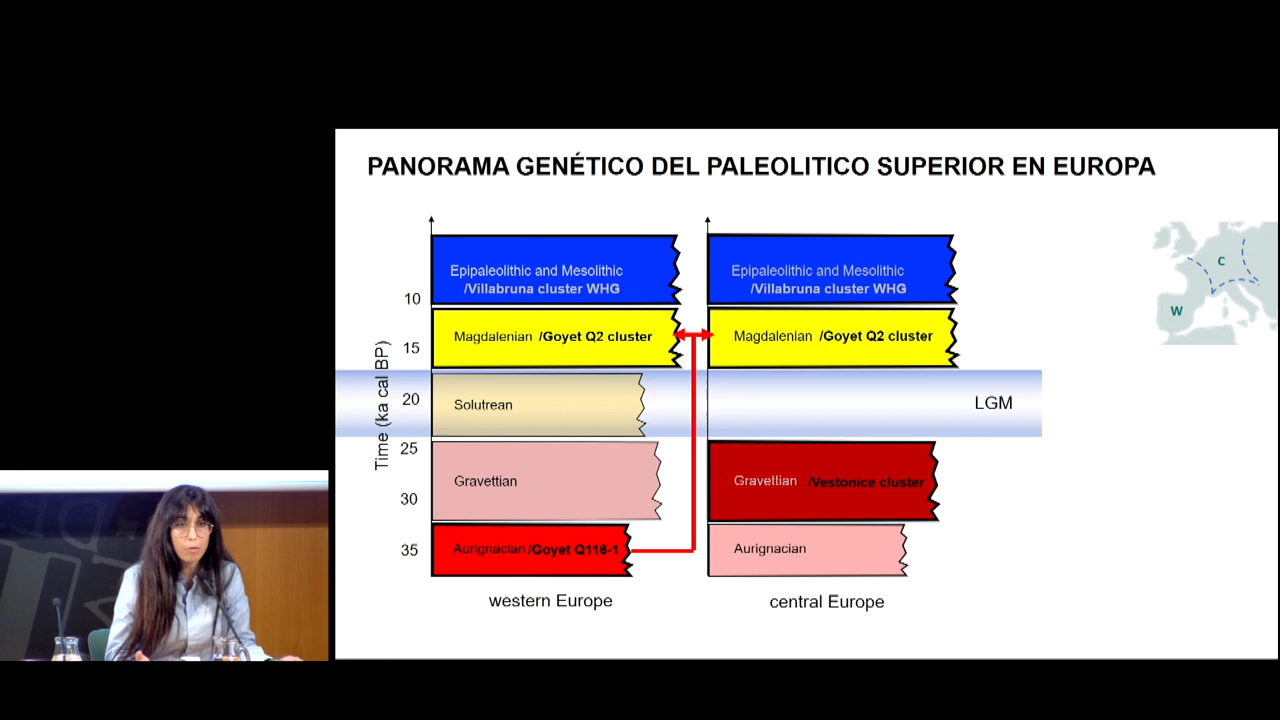 PANORAMA GENÉTICO DEL PALEOLITICO SUPERIOR EN EUROPA
Time (ka cal BP)
10
15
20
25
30
35
Epipaleolithic and Mesolithic
/Villabruna cluster WHG
Magdalenian /Goyet Q2 cluster
Solutrean
Gravettian
Aurignacian/Goyet Q116-1
western Europe
Epipaleolithic and Mesolithic
/Villabruna cluster WHG
Magdalenian /Goyet Q2 cluster
LGM
Gravettian /Vestonice cluster
Aurignacian
central Europe
C
W